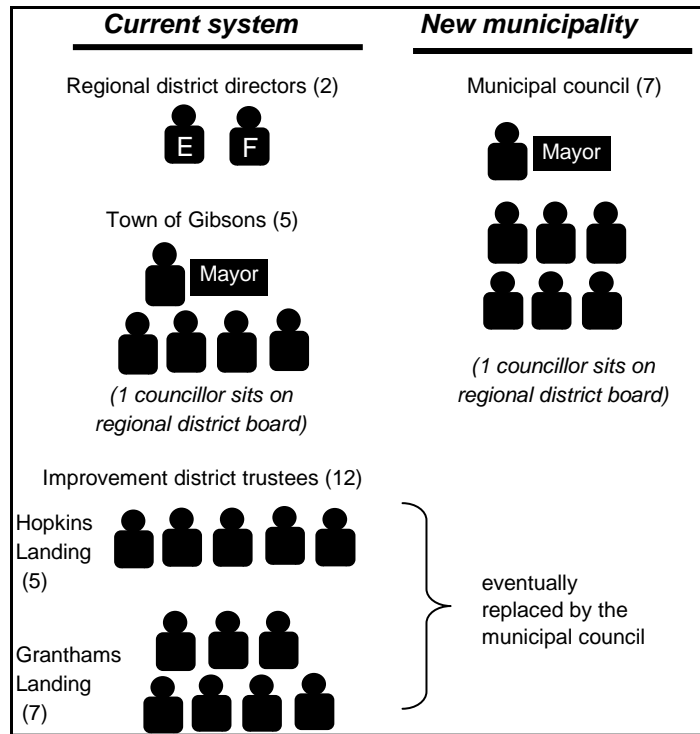 Current system
New municipality
Regional district directors (2)
E F
Town of Gibsons (5)
Mayor
(1 councillor sits on
regional district board)
Municipal council (7)
Mayor
(1 councillor sits on
regional district board)
Improvement district trustees (12)
Hopkins
Landing
(5)
Granthams
Landing
(7)
eventually
replaced by the
municipal council